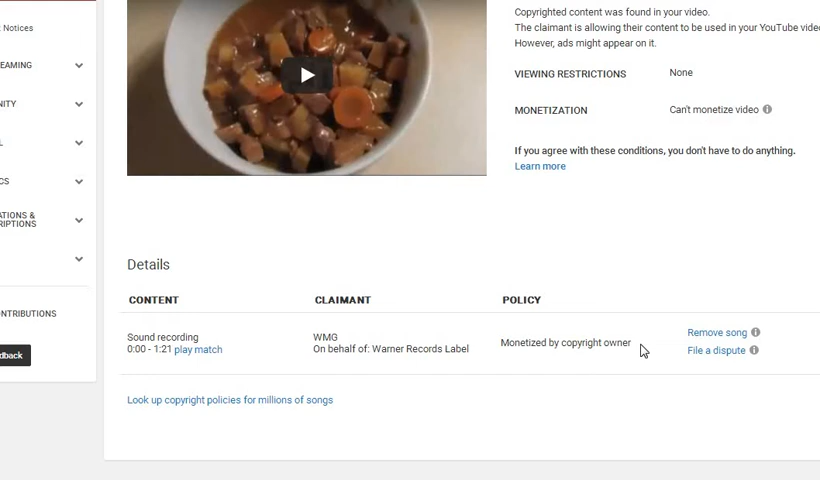 t Notices
EAMING
NITY
L
CS
ATIONS &
RIPTIONS
NTRIBUTIONS
dback
Copyrighted content was found in your video.
The claimant is allowing their content to be used in your YouTube vide
However, ads might appear on it.
VIEWING RESTRICTIONS None
MONETIZATION Can't monetize video
If you agree with these conditions, you don't have to do anything.
Learn more
Details
CONTENT CLAIMANT POLICY
Sound recording
0:00 - 1:21 play match
WMG
On behalf of: Warner Records Label
Monetized by copyright owner
Remove song
File a dispute
Look up copyright policies for millions of songs